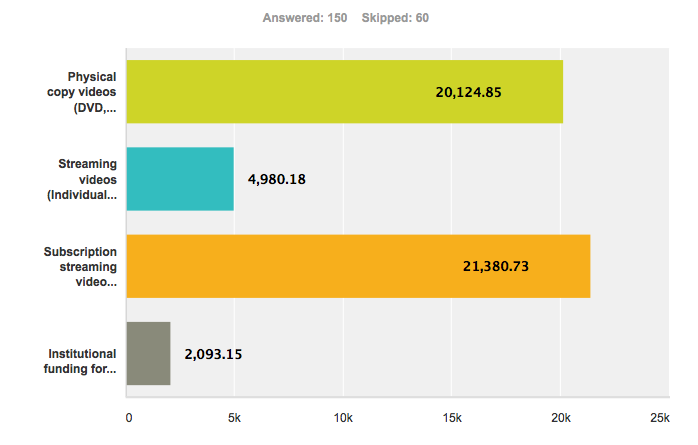 Answered: 150 Skipped: 60
Physical
copy videos
(DVD,...
20,124.85
Streaming
videos
(Individual...
4,980.18
Subscription
streaming
video...
21,380.73
Institutional
funding for...
2,093.15
0 5k 10k 15k 20k 25k